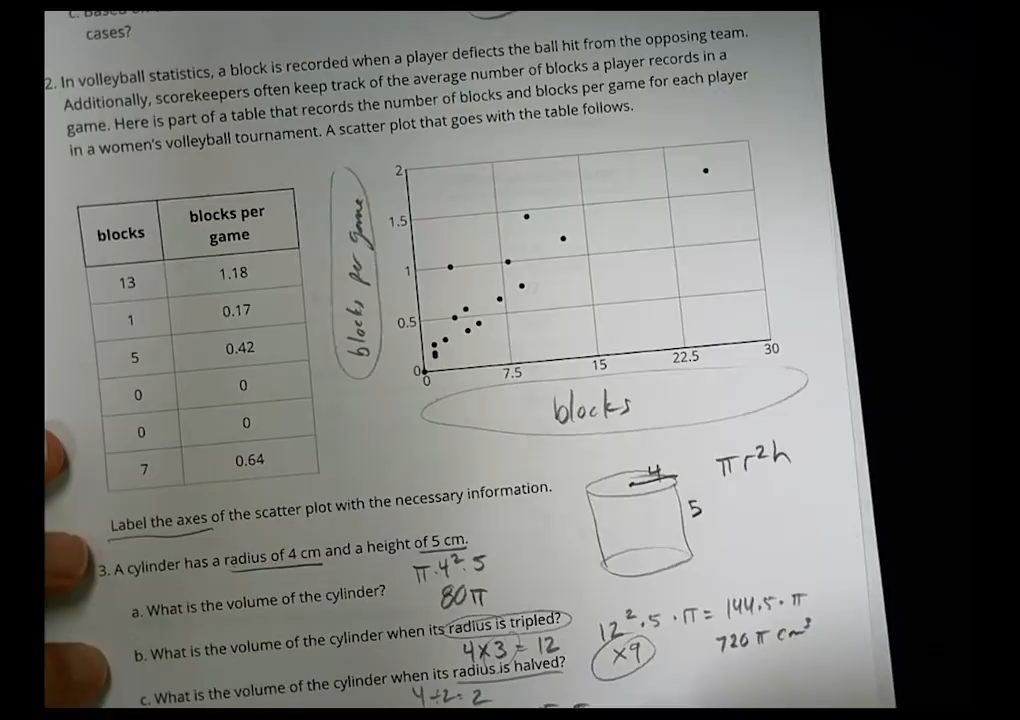 cases?
2. In volleyball statistics, a block is recorded when a player deflects the ball hit from the opposing team.
Additionally, scorekeepers often keep track of the average number of blocks a player records in a
game. Here is part of a table that records the number of blocks and blocks per game for each player
in a women's volleyball tournament. A scatter plot that goes with the table follows.
blocks
blocks per
game
13 1.18
1 0.17
5 0.42
0 0
0 0
7 0.64
blocks per game
2
1.5
1
0.5
0
0 7.5 15 22.5 30
blocks
Label the axes of the scatter plot with the necessary information.
πr²h
4
5
3. A cylinder has a radius of 4 cm and a height of 5 cm.
π·4²·5
a. What is the volume of the cylinder?
80π
b. What is the volume of the cylinder when its radius is tripled?
4×3 = 12
12²·5·π = 144·5·π
×9
720 π cm³
c. What is the volume of the cylinder when its radius is halved?
4÷2=2